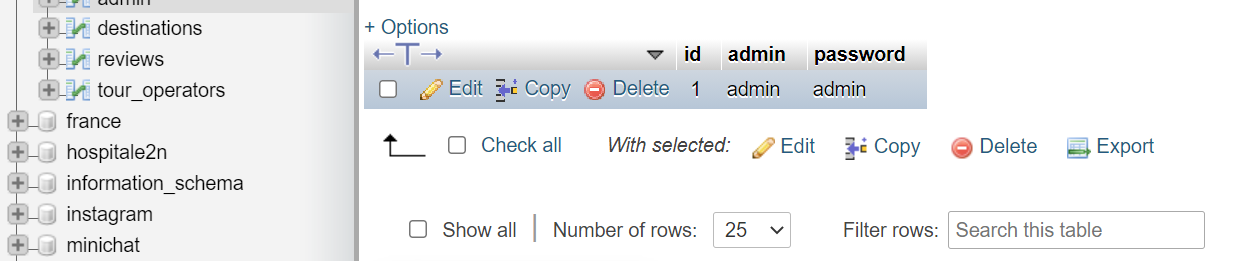 admin
destinations
reviews
tour_operators
france
hospitale2n
information_schema
instagram
minichat
+ Options
←T→ id admin password
Edit Copy Delete 1 admin admin
Check all With selected: Edit Copy Delete Export
Show all Number of rows: 25 Filter rows: Search this table